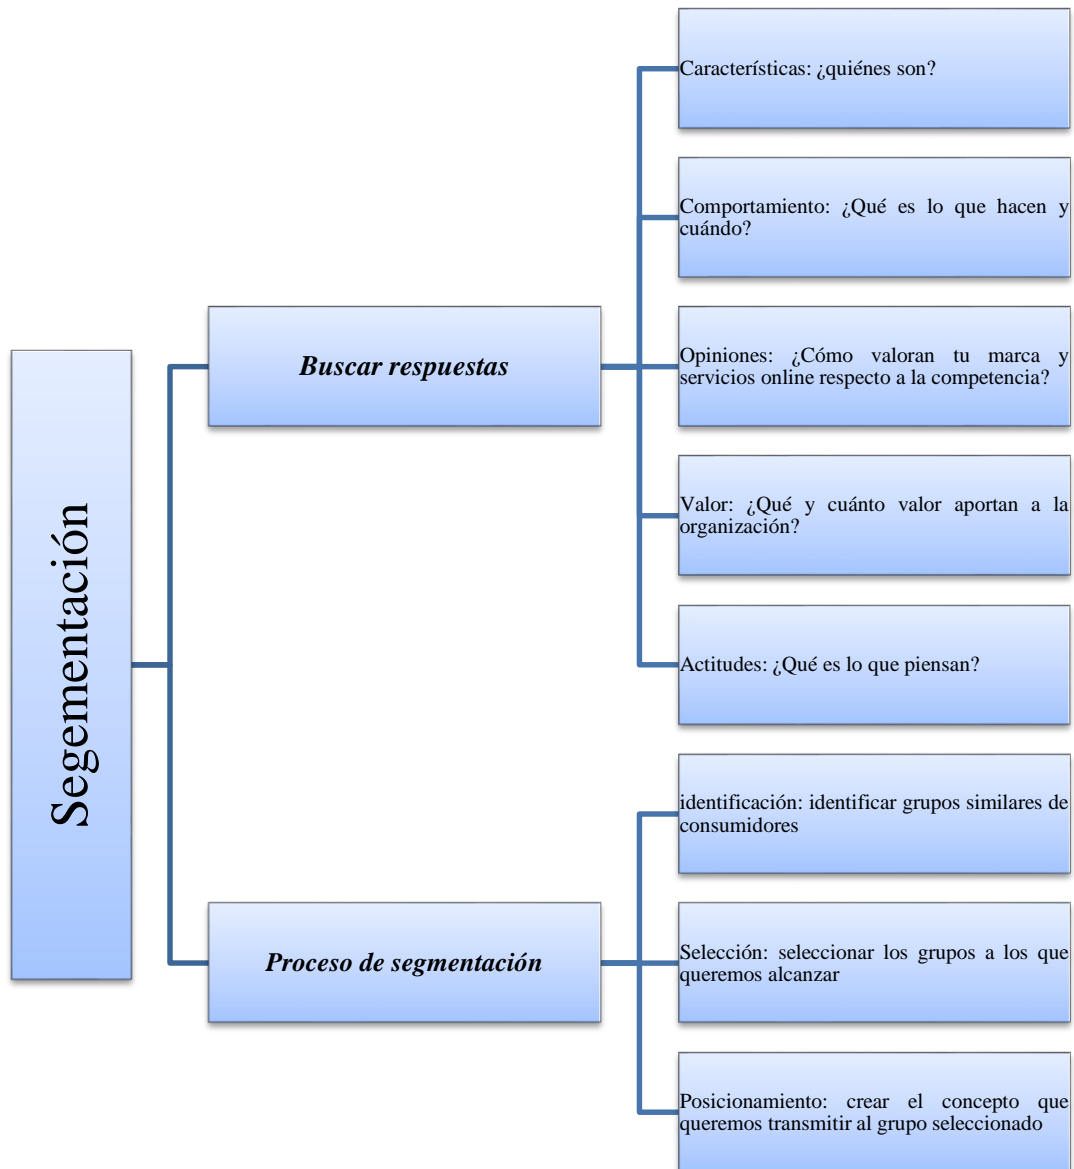 Segementación
Buscar respuestas
Características: ¿quiénes son?
Comportamiento: ¿Qué es lo que hacen y
cuándo?
Opiniones: ¿Cómo valoran tu marca y
servicios online respecto a la competencia?
Valor: ¿Qué y cuánto valor aportan a la
organización?
Actitudes: ¿Qué es lo que piensan?
Proceso de segmentación
identificación: identificar grupos similares de
consumidores
Selección: seleccionar los grupos a los que
queremos alcanzar
Posicionamiento: crear el concepto que
queremos transmitir al grupo seleccionado